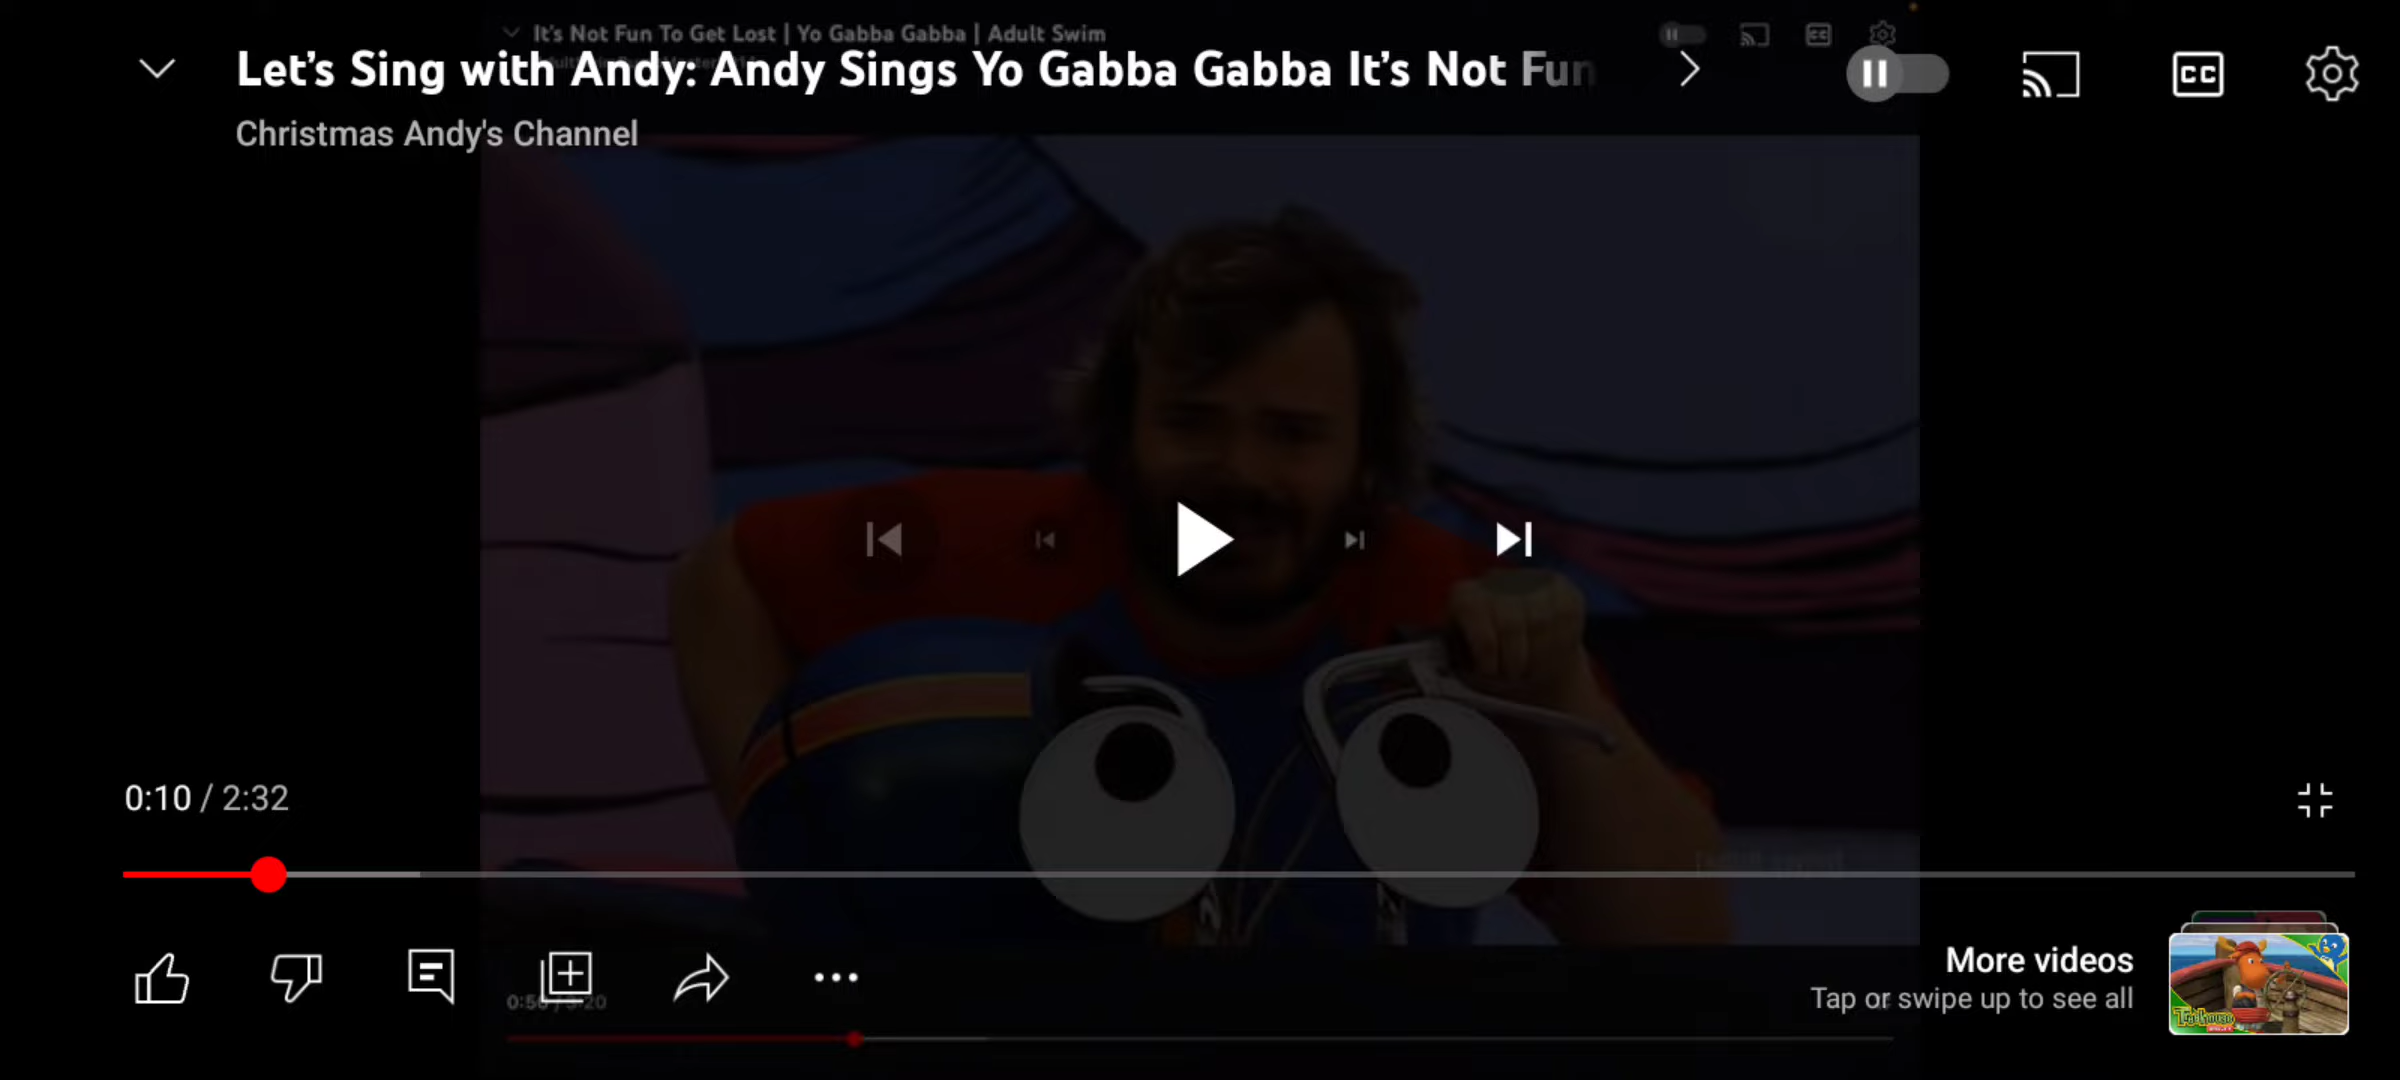 It's Not Fun To Get Lost | Yo Gabba Gabba | Adult Swim
Let's Sing with Andy: Andy Sings Yo Gabba Gabba It's Not Fun
CC
CC
Christmas Andy's Channel
0:10 / 2:32
More videos
Tap or swipe up to see all